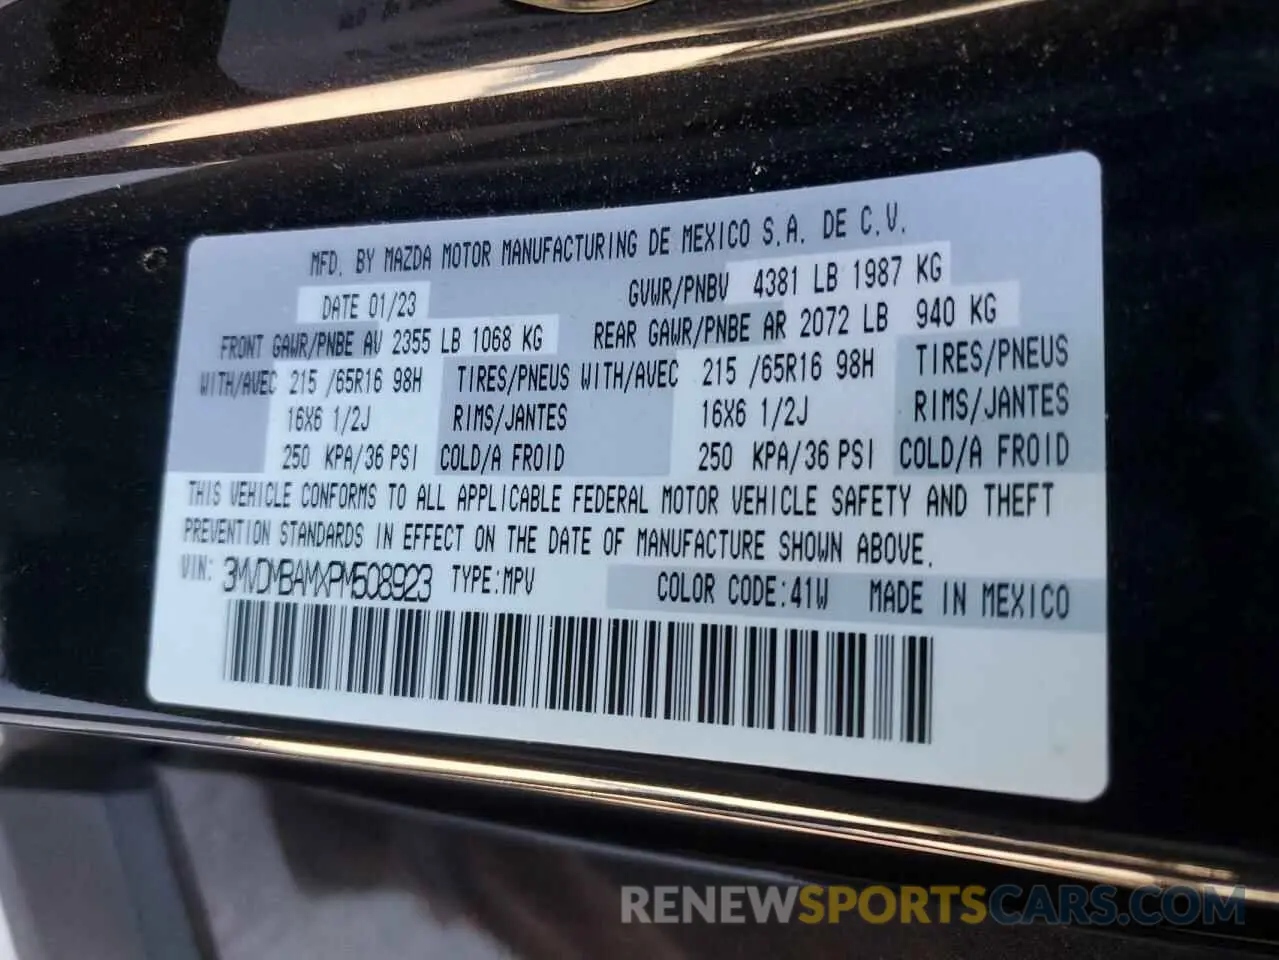 MFD. BY MAZDA MOTOR MANUFACTURING DE MEXICO S.A. DE C.V.
DATE 01/23 GVWR/PNBV 4381 LB 1987 KG
FRONT GAWR/PNBE AV 2355 LB 1068 KG REAR GAWR/PNBE AR 2072 LB 940 KG
WITH/AVEC 215 /65R16 98H TIRES/PNEUS WITH/AVEC 215 /65R16 98H TIRES/PNEUS
16X6 1/2J RIMS/JANTES 16X6 1/2J RIMS/JANTES
250 KPA/36 PSI COLD/A FROID 250 KPA/36 PSI COLD/A FROID
THIS VEHICLE CONFORMS TO ALL APPLICABLE FEDERAL MOTOR VEHICLE SAFETY AND THEFT
PREVENTION STANDARDS IN EFFECT ON THE DATE OF MANUFACTURE SHOWN ABOVE.
VIN: 3MVDMBAMXPM508923 TYPE:MPV COLOR CODE:41W MADE IN MEXICO
RENEWSPORTSCARS.COM